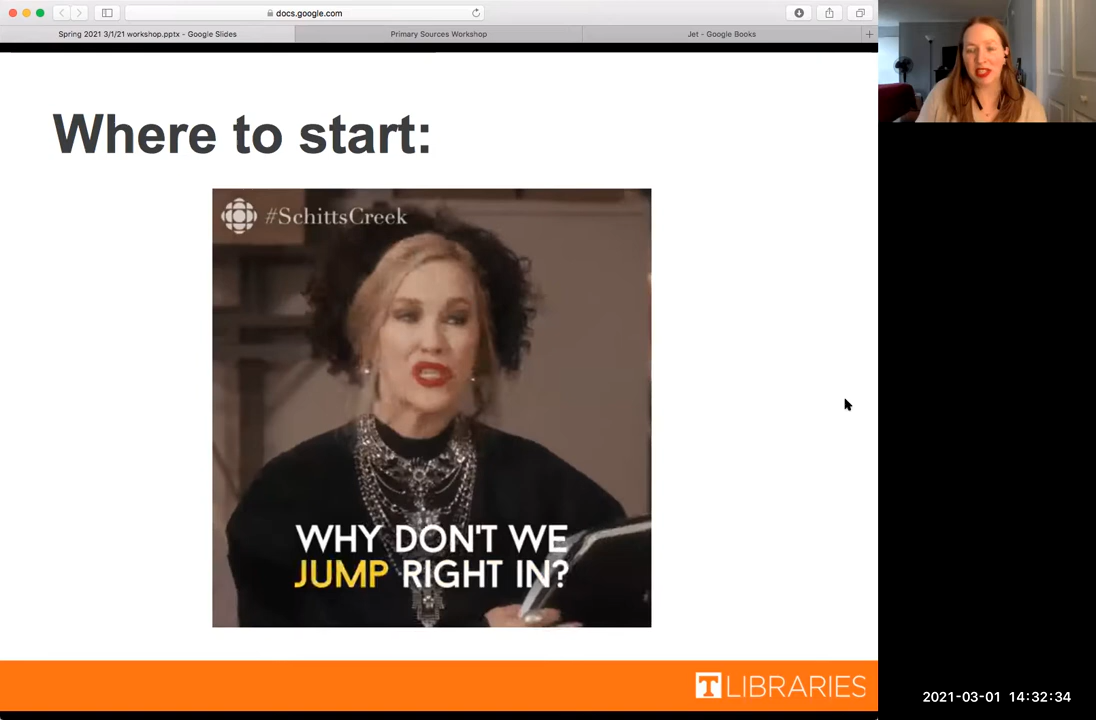 docs.google.com
Spring 2021 3/1/21 workshop.pptx - Google Slides
Primary Sources Workshop
Jet - Google Books
Where to start:
#SchittsCreek
WHY DON'T WE
JUMP RIGHT IN?
T LIBRARIES
2021-03-01 14:32:34